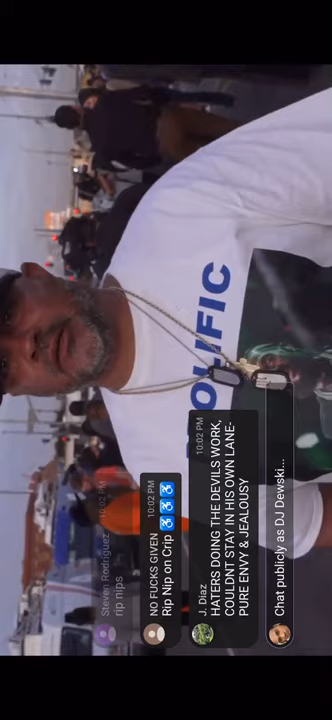 OLIFIC
Steven Rodriguez 10:02 PM
rip nips
NO FUCKS GIVEN 10:02 PM
Rip Nip on Crip ♿♿♿
J. Diaz 10:02 PM
HATERS DOING THE DEVILS WORK,
COULDNT STAY IN HIS OWN LANE-
PURE ENVY & JEALOUSY
Chat publicly as DJ Dewski...